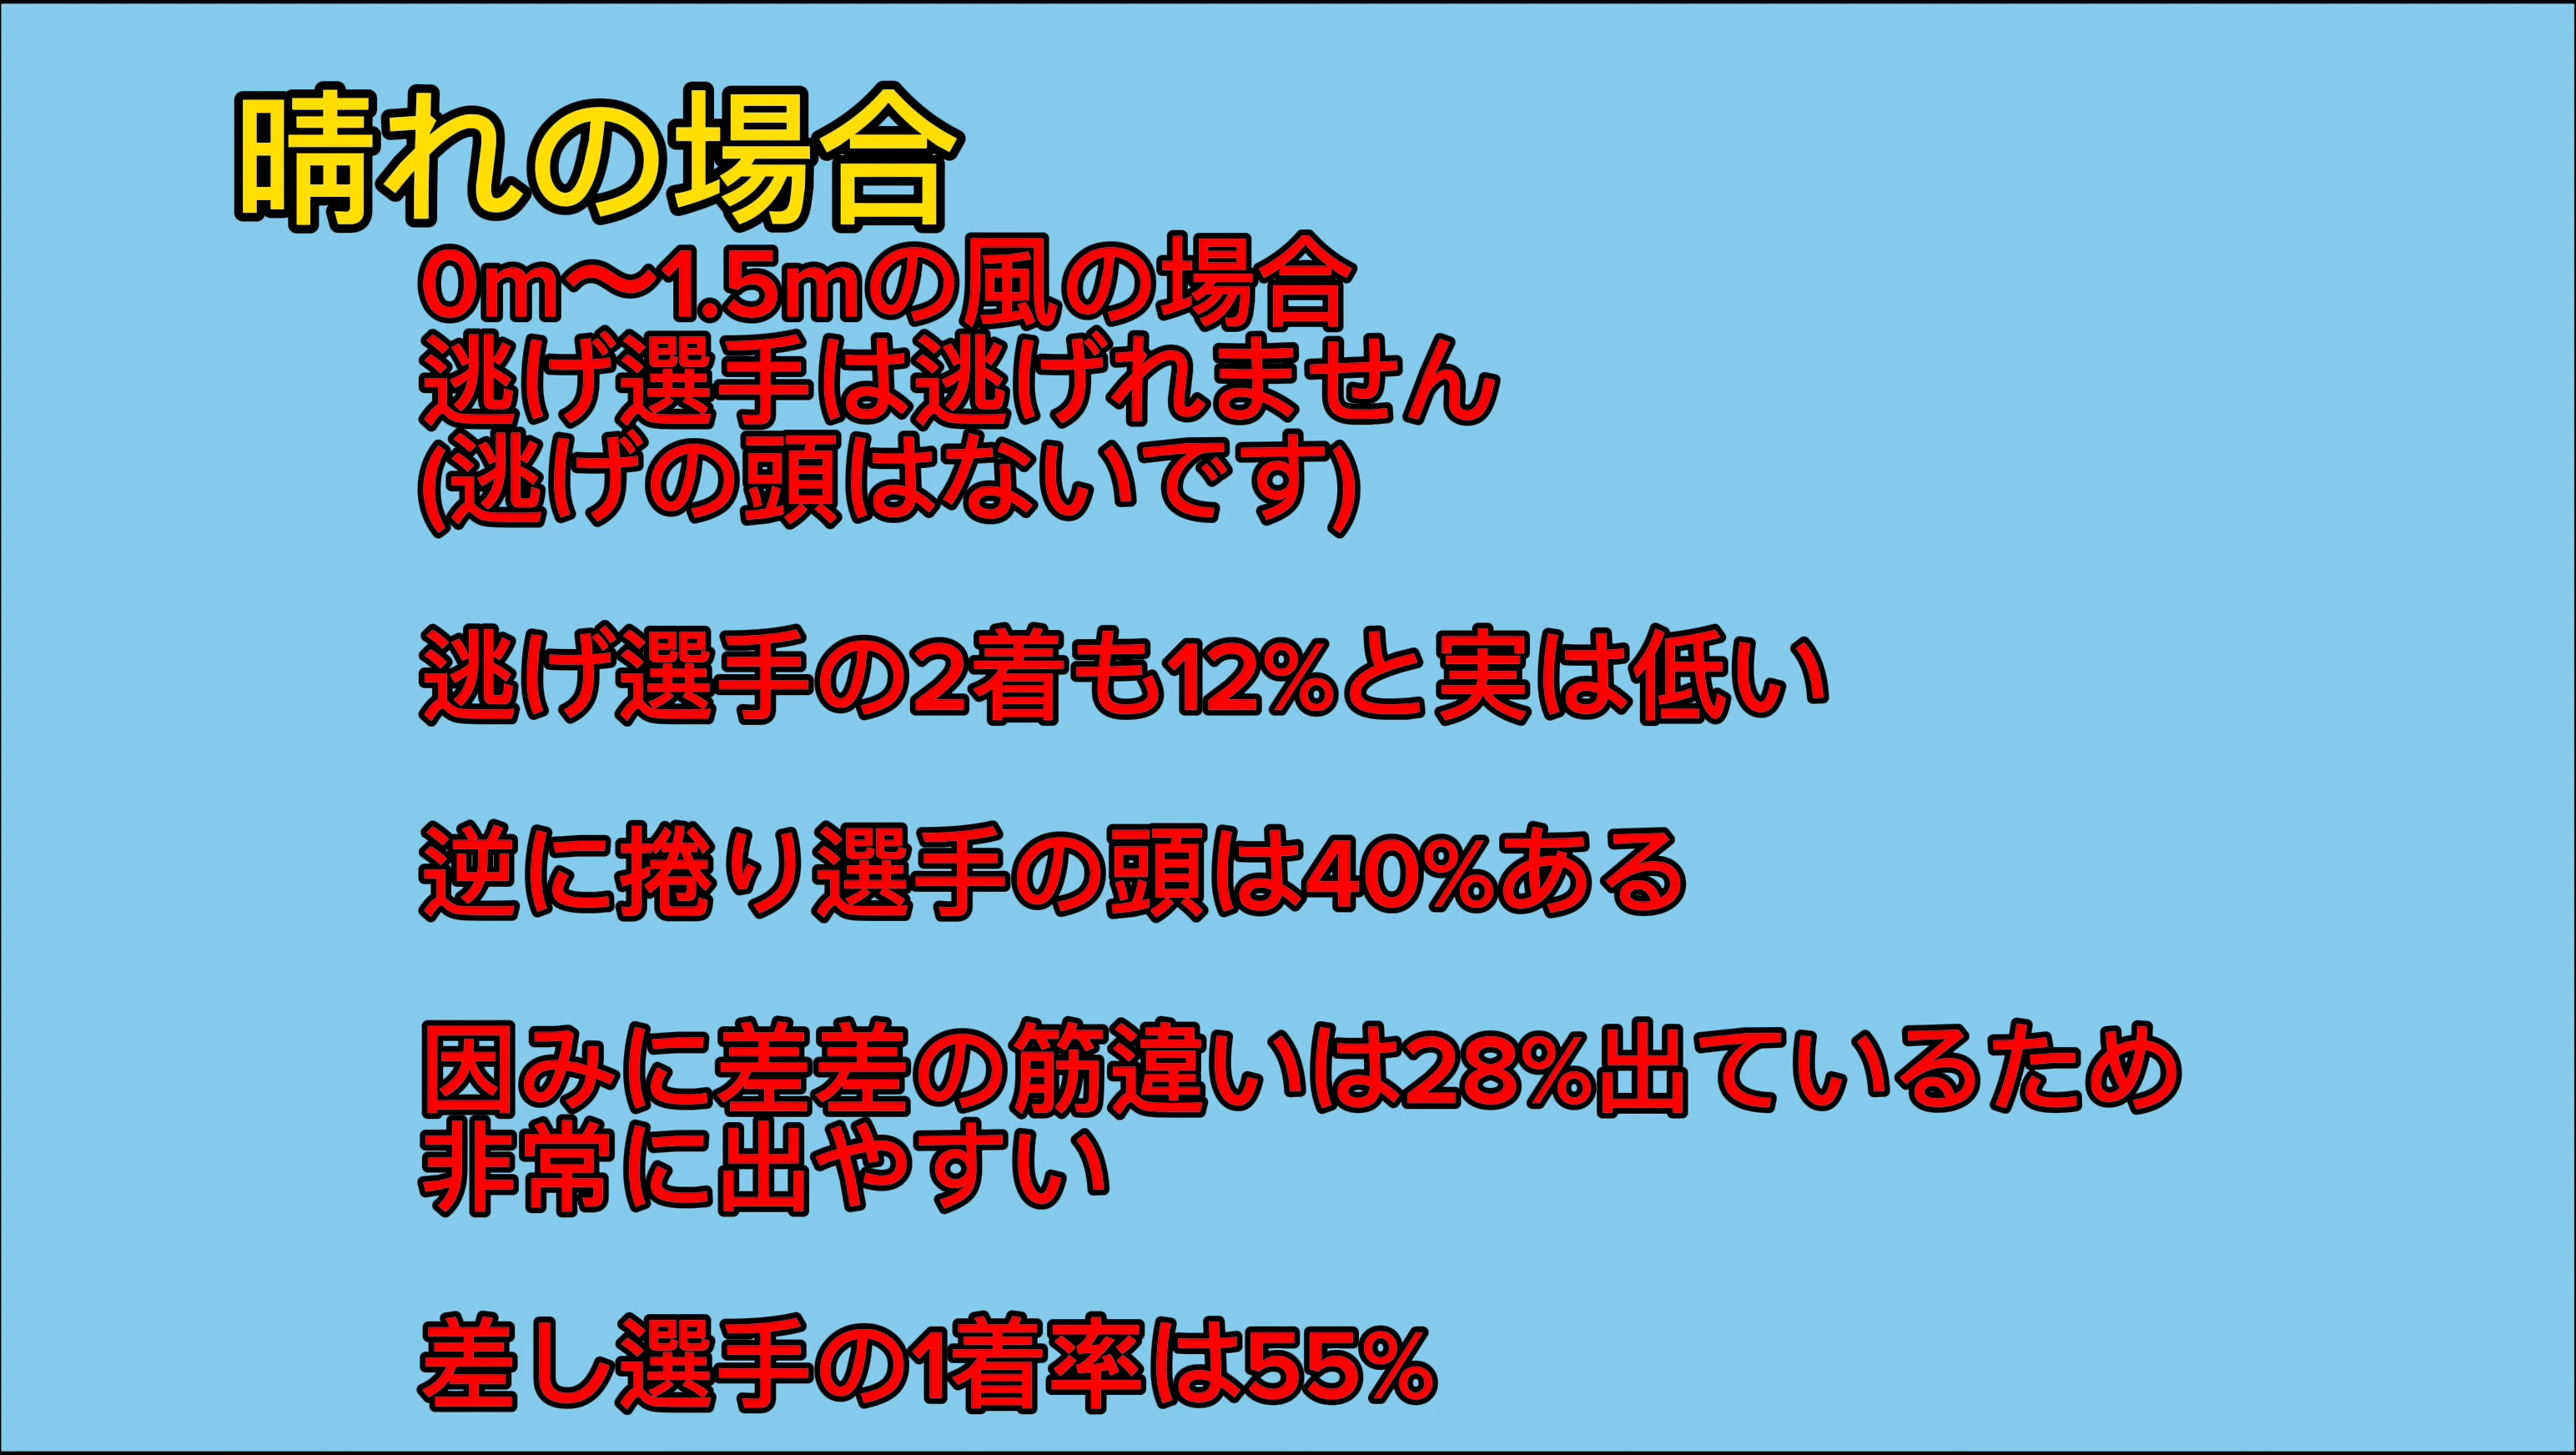 晴れの場合
0m〜1.5mの風の場合
逃げ選手は逃げれません
(逃げの頭はないです)
逃げ選手の2着も12%と実は低い
逆に捲り選手の頭は40%ある
因みに差差の筋違いは28%出ているため
非常に出やすい
差し選手の1着率は55%